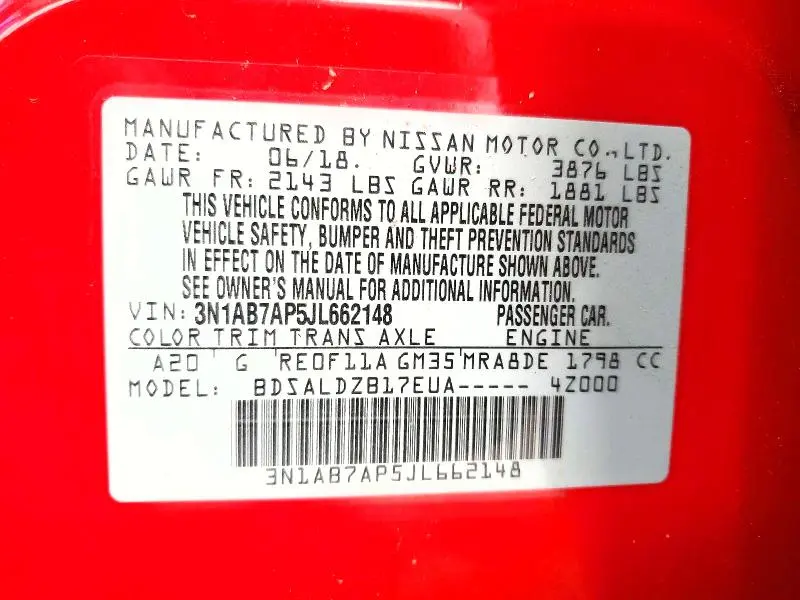 MANUFACTURED BY NISSAN MOTOR CO., LTD.
DATE: 06/18. GVWR: 3876 LBS
GAWR FR: 2143 LBS GAWR RR: 1881 LBS
THIS VEHICLE CONFORMS TO ALL APPLICABLE FEDERAL MOTOR
VEHICLE SAFETY, BUMPER AND THEFT PREVENTION STANDARDS
IN EFFECT ON THE DATE OF MANUFACTURE SHOWN ABOVE.
SEE OWNER'S MANUAL FOR ADDITIONAL INFORMATION.
VIN: 3N1AB7AP5JL662148 PASSENGER CAR.
COLOR TRIM TRANS AXLE ENGINE
A20 G RE0F11A GM35 MRA8DE 1798 CC
MODEL: BDSALDZB17EUA----- 4Z000
3N1AB7AP5JL662148